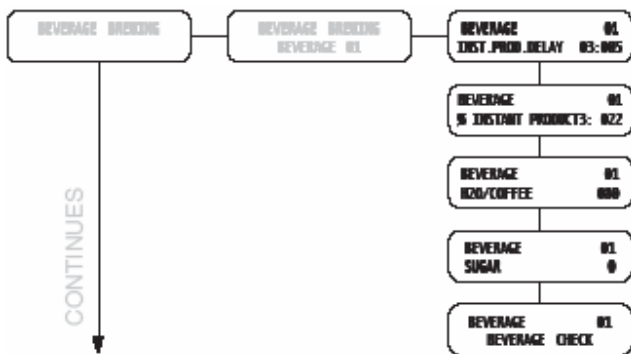 BEVERAGE BREWING
BEVERAGE BREWING
BEVERAGE 01
BEVERAGE 01
INST.PROD.DELAY 03:005
BEVERAGE 01
% INSTANT PRODUCT3: 022
BEVERAGE 01
H2O/COFFEE 080
BEVERAGE 01
SUGAR 0
BEVERAGE 01
BEVERAGE CHECK
CONTINUES